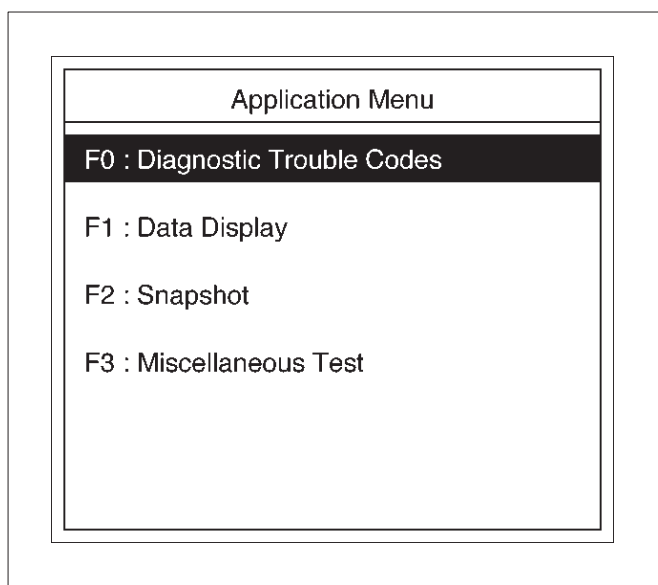 Application Menu
F0 : Diagnostic Trouble Codes
F1 : Data Display
F2 : Snapshot
F3 : Miscellaneous Test